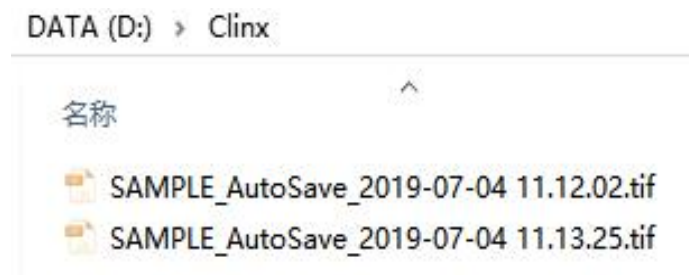 DATA (D:) › Clinx
名称
SAMPLE_AutoSave_2019-07-04 11.12.02.tif
SAMPLE_AutoSave_2019-07-04 11.13.25.tif